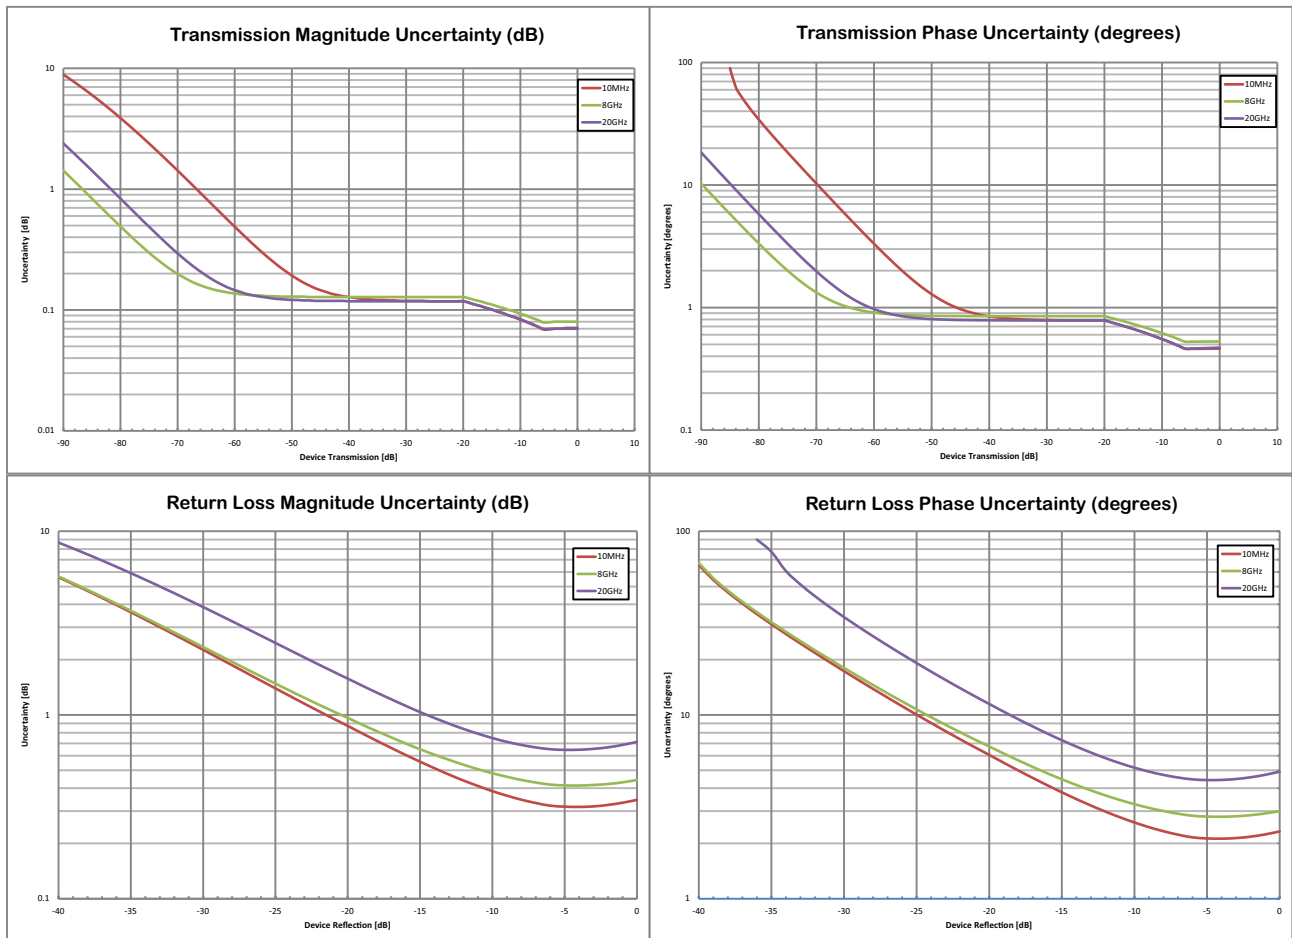 Transmission Magnitude Uncertainty (dB)
10
1
0.1
0.01
Uncertainty [dB]
-90 -80 -70 -60 -50 -40 -30 -20 -10 0 10
Device Transmission [dB]
10MHz
8GHz
20GHz
Transmission Phase Uncertainty (degrees)
100
10
1
0.1
Uncertainty [degrees]
-90 -80 -70 -60 -50 -40 -30 -20 -10 0 10
Device Transmission [dB]
10MHz
8GHz
20GHz
Return Loss Magnitude Uncertainty (dB)
10
1
0.1
Uncertainty [dB]
-40 -35 -30 -25 -20 -15 -10 -5 0
Device Reflection [dB]
10MHz
8GHz
20GHz
Return Loss Phase Uncertainty (degrees)
100
10
1
Uncertainty [degrees]
-40 -35 -30 -25 -20 -15 -10 -5 0
Device Reflection [dB]
10MHz
8GHz
20GHz